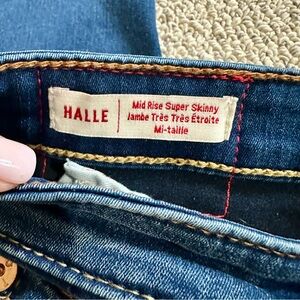 HALLE
Mid Rise Super Skinny
Jambe Très Très Étroite
Mi-taille